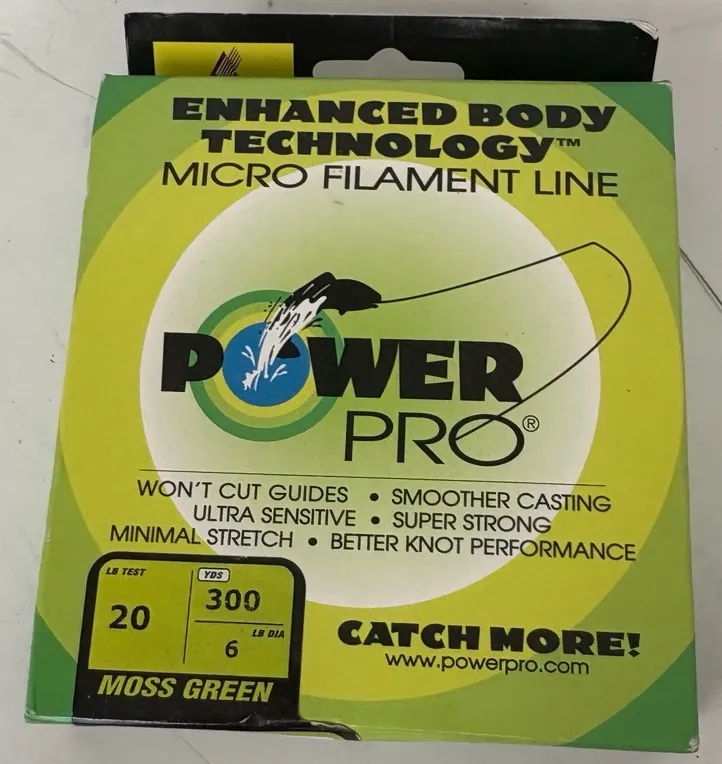 ENHANCED BODY
TECHNOLOGY™
MICRO FILAMENT LINE
POWER
PRO®
WON'T CUT GUIDES • SMOOTHER CASTING
ULTRA SENSITIVE • SUPER STRONG
MINIMAL STRETCH • BETTER KNOT PERFORMANCE
LB TEST
20
YDS
300
LB DIA
6
MOSS GREEN
CATCH MORE!
www.powerpro.com